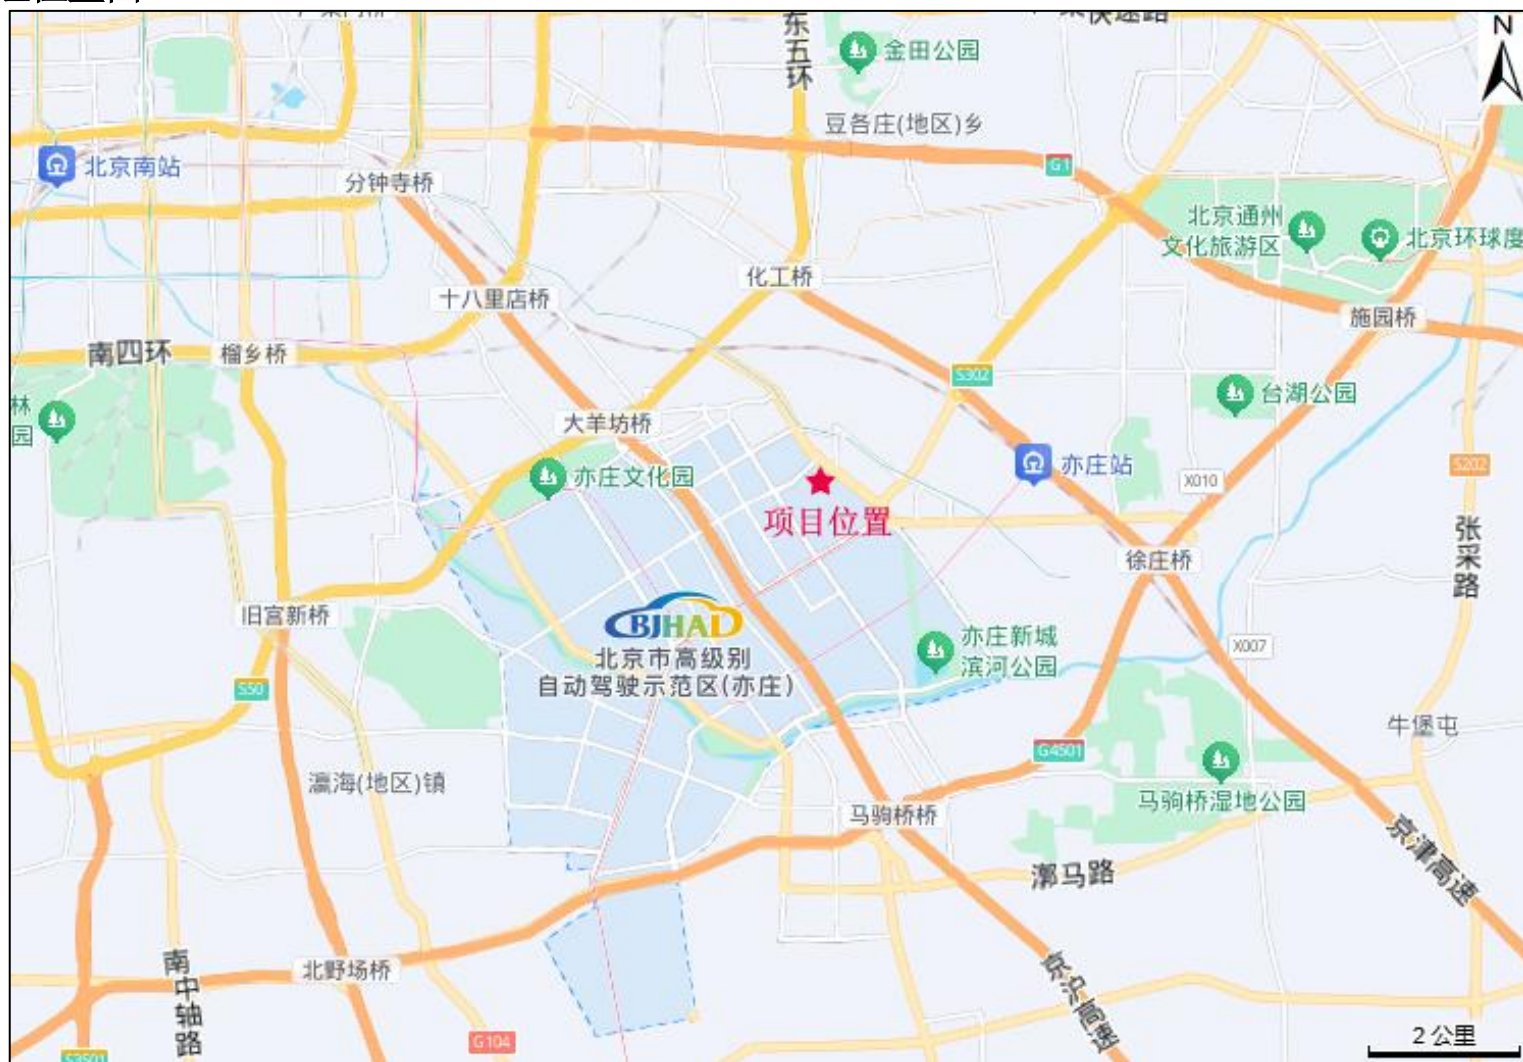 东五环
金田公园
N
豆各庄(地区)乡
G1
北京南站
分钟寺桥
北京通州
文化旅游区
北京环球度
化工桥
十八里店桥
施园桥
南四环
榴乡桥
S302
台湖公园
林
园
大羊坊桥
亦庄文化园
亦庄站
X010
S202
项目位置
张采路
徐庄桥
旧宫新桥
BJHAD
北京市高级别
自动驾驶示范区(亦庄)
亦庄新城
滨河公园
X007
S50
G4501
牛堡屯
瀛海(地区)镇
马驹桥湿地公园
马驹桥桥
漷马路
京津高速
南中轴路
北野场桥
京沪高速
G104
2 公里
S3501